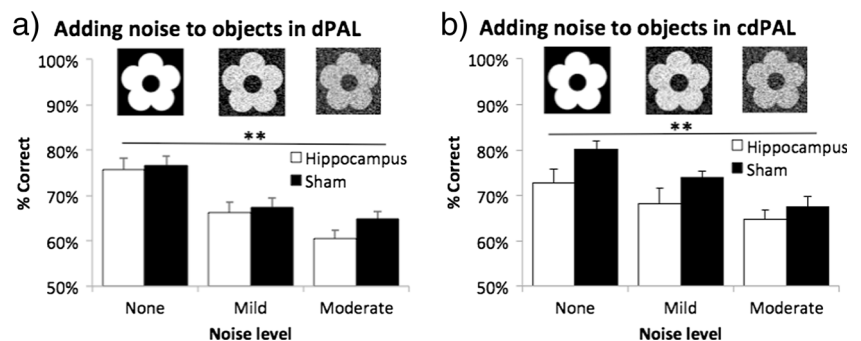 a) Adding noise to objects in dPAL
100%
90%
80%
70%
60%
50%
% Correct
**
Hippocampus
Sham
None Mild Moderate
Noise level
b) Adding noise to objects in cdPAL
100%
90%
80%
70%
60%
50%
% Correct
**
Hippocampus
Sham
None Mild Moderate
Noise level